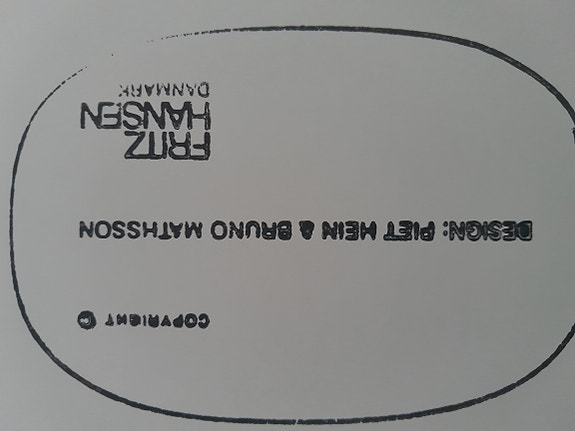 COPYRIGHT ©
DESIGN: PIET HEIN & BRUNO MATHSSON
FRITZ
HANSEN
DANMARK